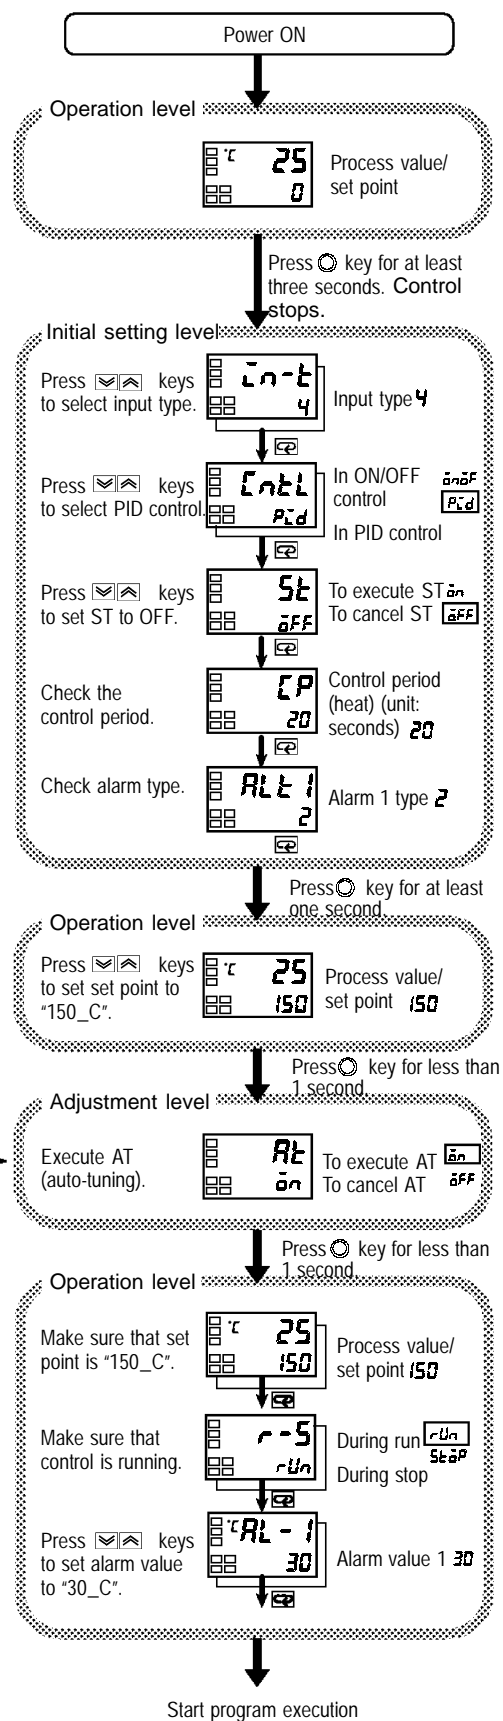 Power ON
Operation level
°C 25
0
Process value/
set point
Press key for at least
three seconds. Control
stops.
Initial setting level
Press keys
to select input type.
in-t
4
Input type 4
Press keys
to select PID control.
Cntl
Pid
In ON/OFF
control
onof
Pid
In PID control
Press keys
to set ST to OFF.
St
oFF
To execute ST on
To cancel ST oFF
Check the
control period.
CP
20
Control period
(heat) (unit:
seconds) 20
Check alarm type.
ALt1
2
Alarm 1 type 2
Press key for at least
one second.
Operation level
Press keys
to set set point to
"150_C".
°C 25
150
Process value/
set point 150
Press key for less than
1 second.
Adjustment level
Execute AT
(auto-tuning).
At
on
To execute AT on
To cancel AT oFF
Press key for less than
1 second.
Operation level
Make sure that set
point is "150_C".
°C 25
150
Process value/
set point 150
Make sure that
control is running.
r-S
rUn
During run rUn
StoP
During stop
Press keys
to set alarm value
to "30_C".
°C AL-1
30
Alarm value 1 30
Start program execution